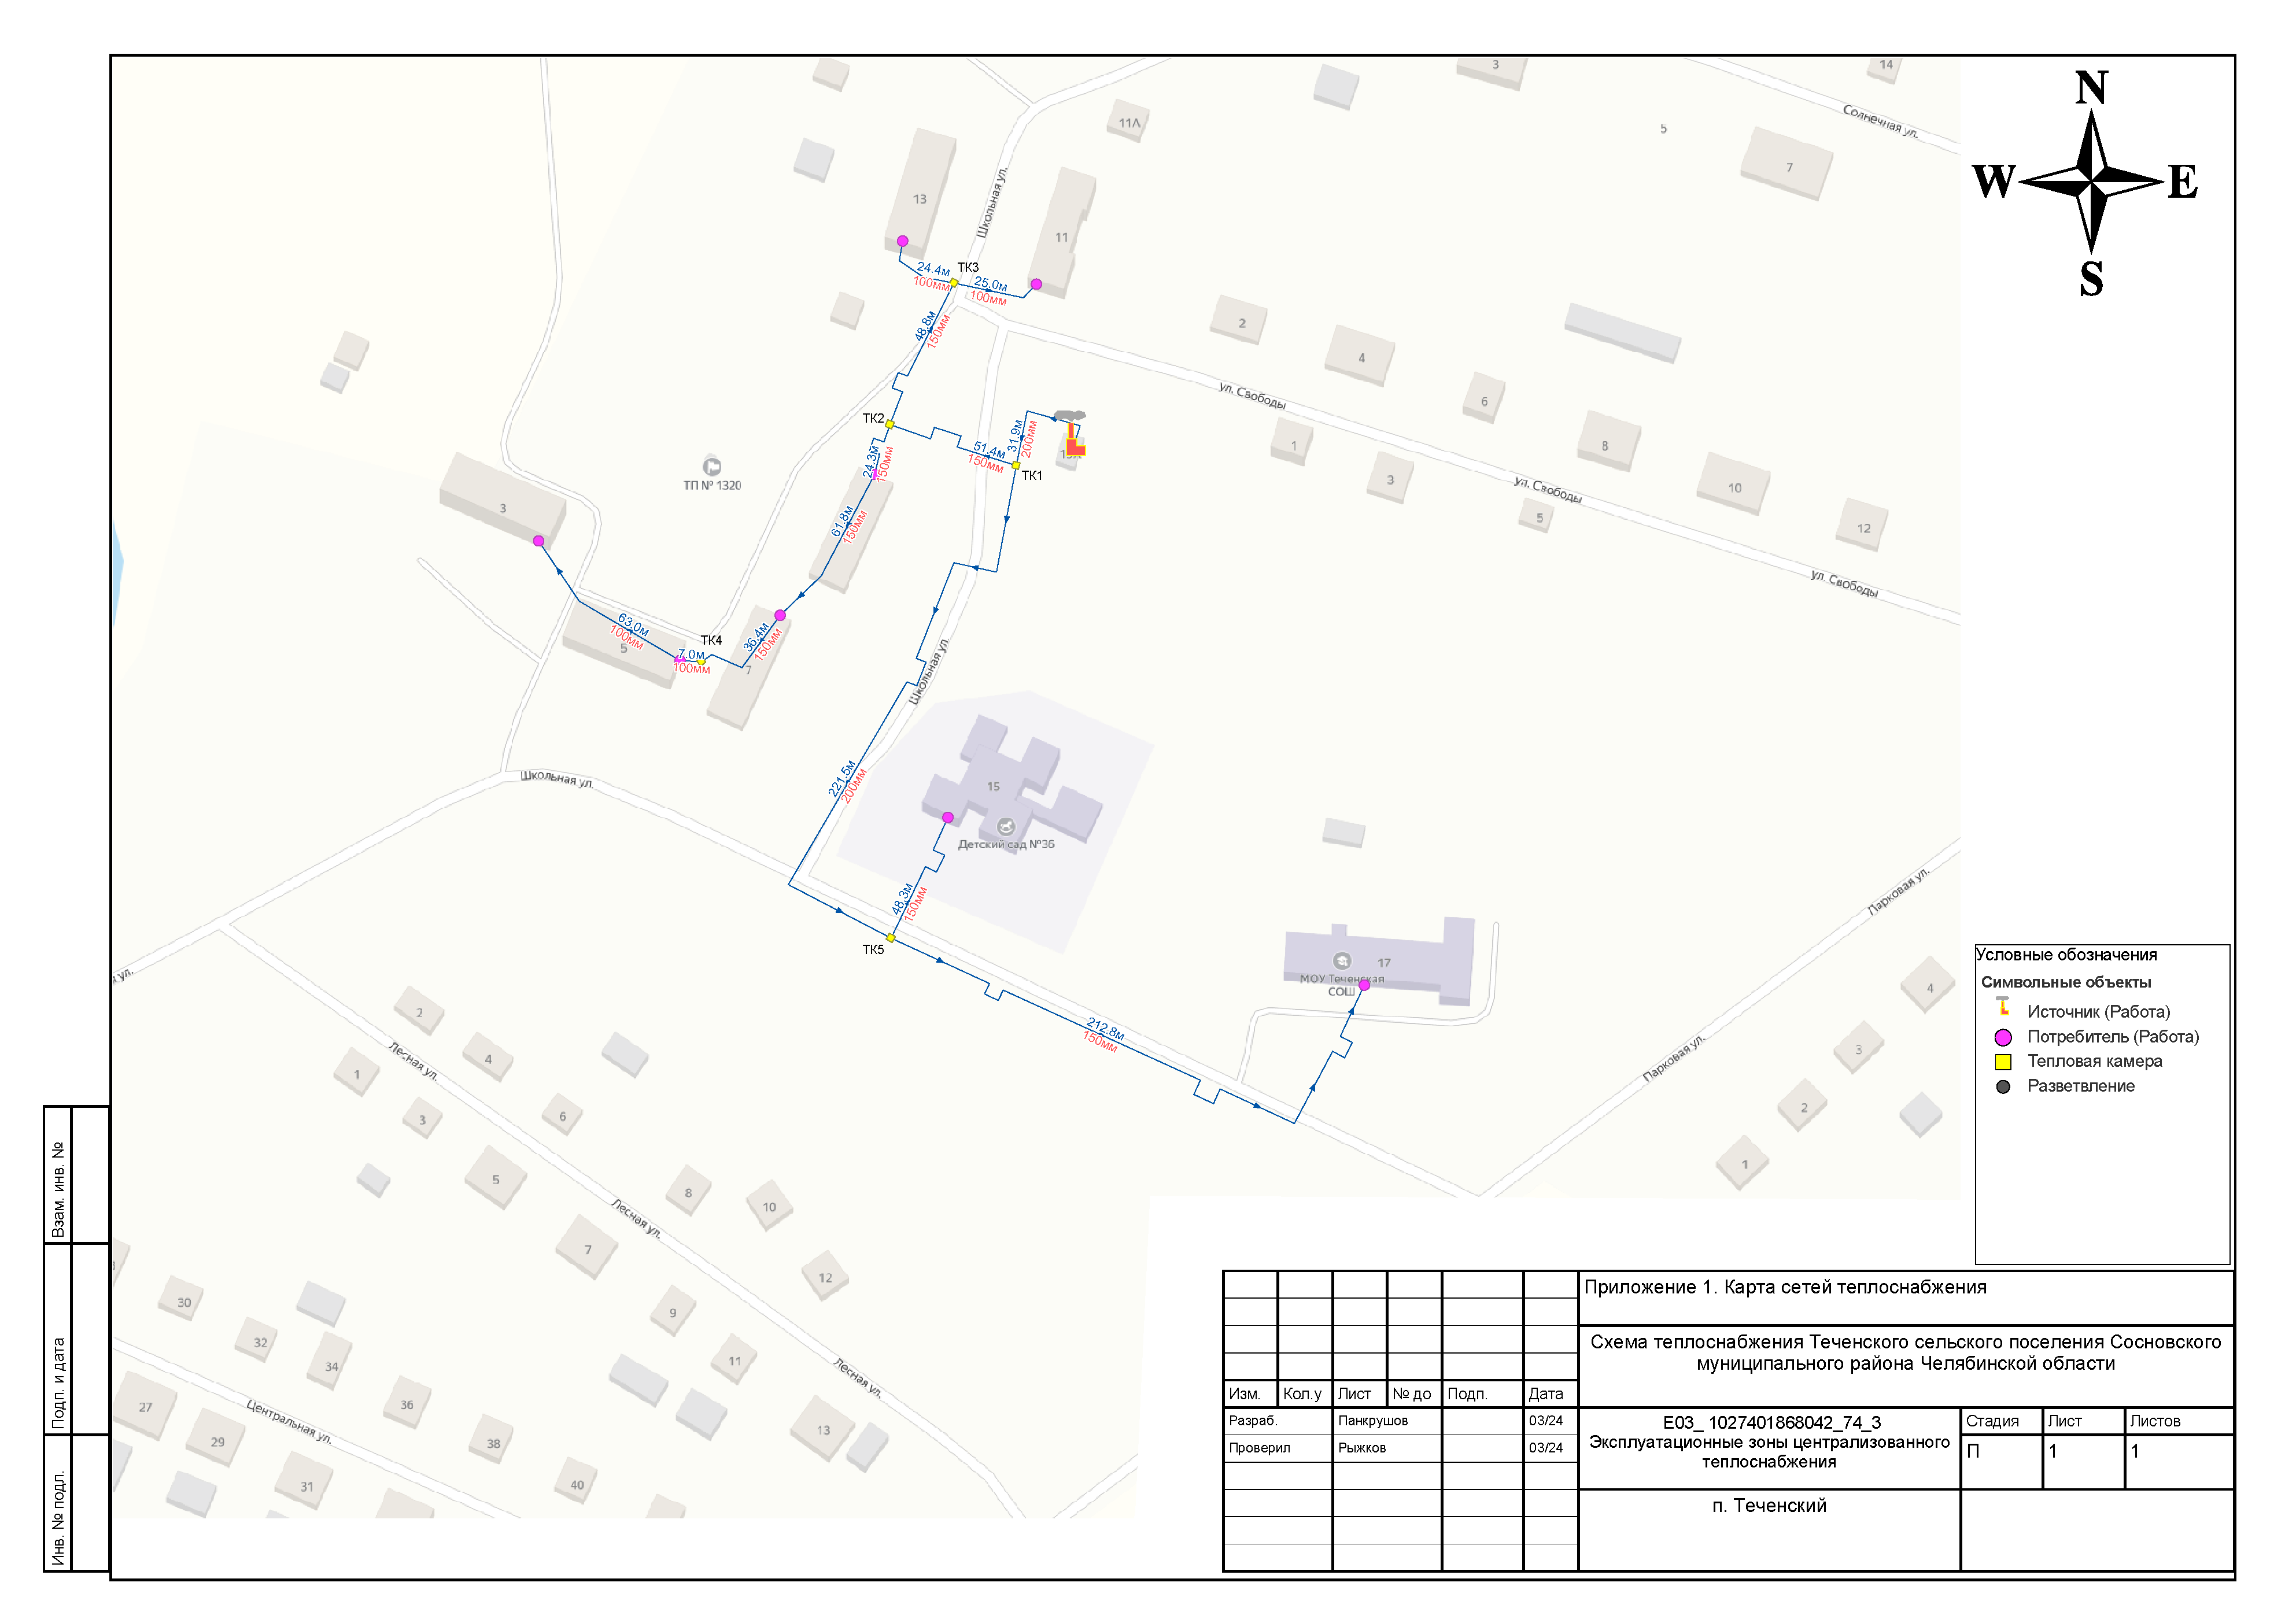 3
14
N
Солнечная ул.
11А
5
7
W
E
13
Школьная ул.
11
S
24.4м
ТК3
100мм
25.0м
100мм
48.8м
150мм
2
4
ул. Свободы
6
ТК2
31.9м
200мм
51.4м
150мм
ТК1
1
8
24.3м
150мм
ТП № 1320
3
ул. Свободы
10
3
5
12
61.8м
150мм
ул. Свободы
63.0м
100мм
5
ТК4
7.0м
100мм
36.4м
150мм
7
Школьная ул.
Школьная ул.
221.5м
200мм
15
Детский сад №36
48.3м
150мм
ТК5
Парковая ул.
17
МОУ Теченская
СОШ
я ул.
212.8м
150мм
Парковая ул.
4
3
2
1
Условные обозначения
Символьные объекты
Источник (Работа)
Потребитель (Работа)
Тепловая камера
Разветвление
2
Лесная ул.
4
1
3
6
5
8
10
Лесная ул.
7
12
30
9
32
34
11
Лесная ул.
27
36
Центральная ул.
13
29
38
31
40
Взам. инв. №
Подп. и дата
Инв. № подл.
Приложение 1. Карта сетей теплоснабжения
Схема теплоснабжения Теченского сельского поселения Сосновского
муниципального района Челябинской области
Изм. Кол.у Лист № до Подп. Дата
Разраб. Панкрушов 03/24
Проверил Рыжков 03/24
Е03_ 1027401868042_74_3
Эксплуатационные зоны централизованного
теплоснабжения
Стадия Лист Листов
П 1 1
п. Теченский